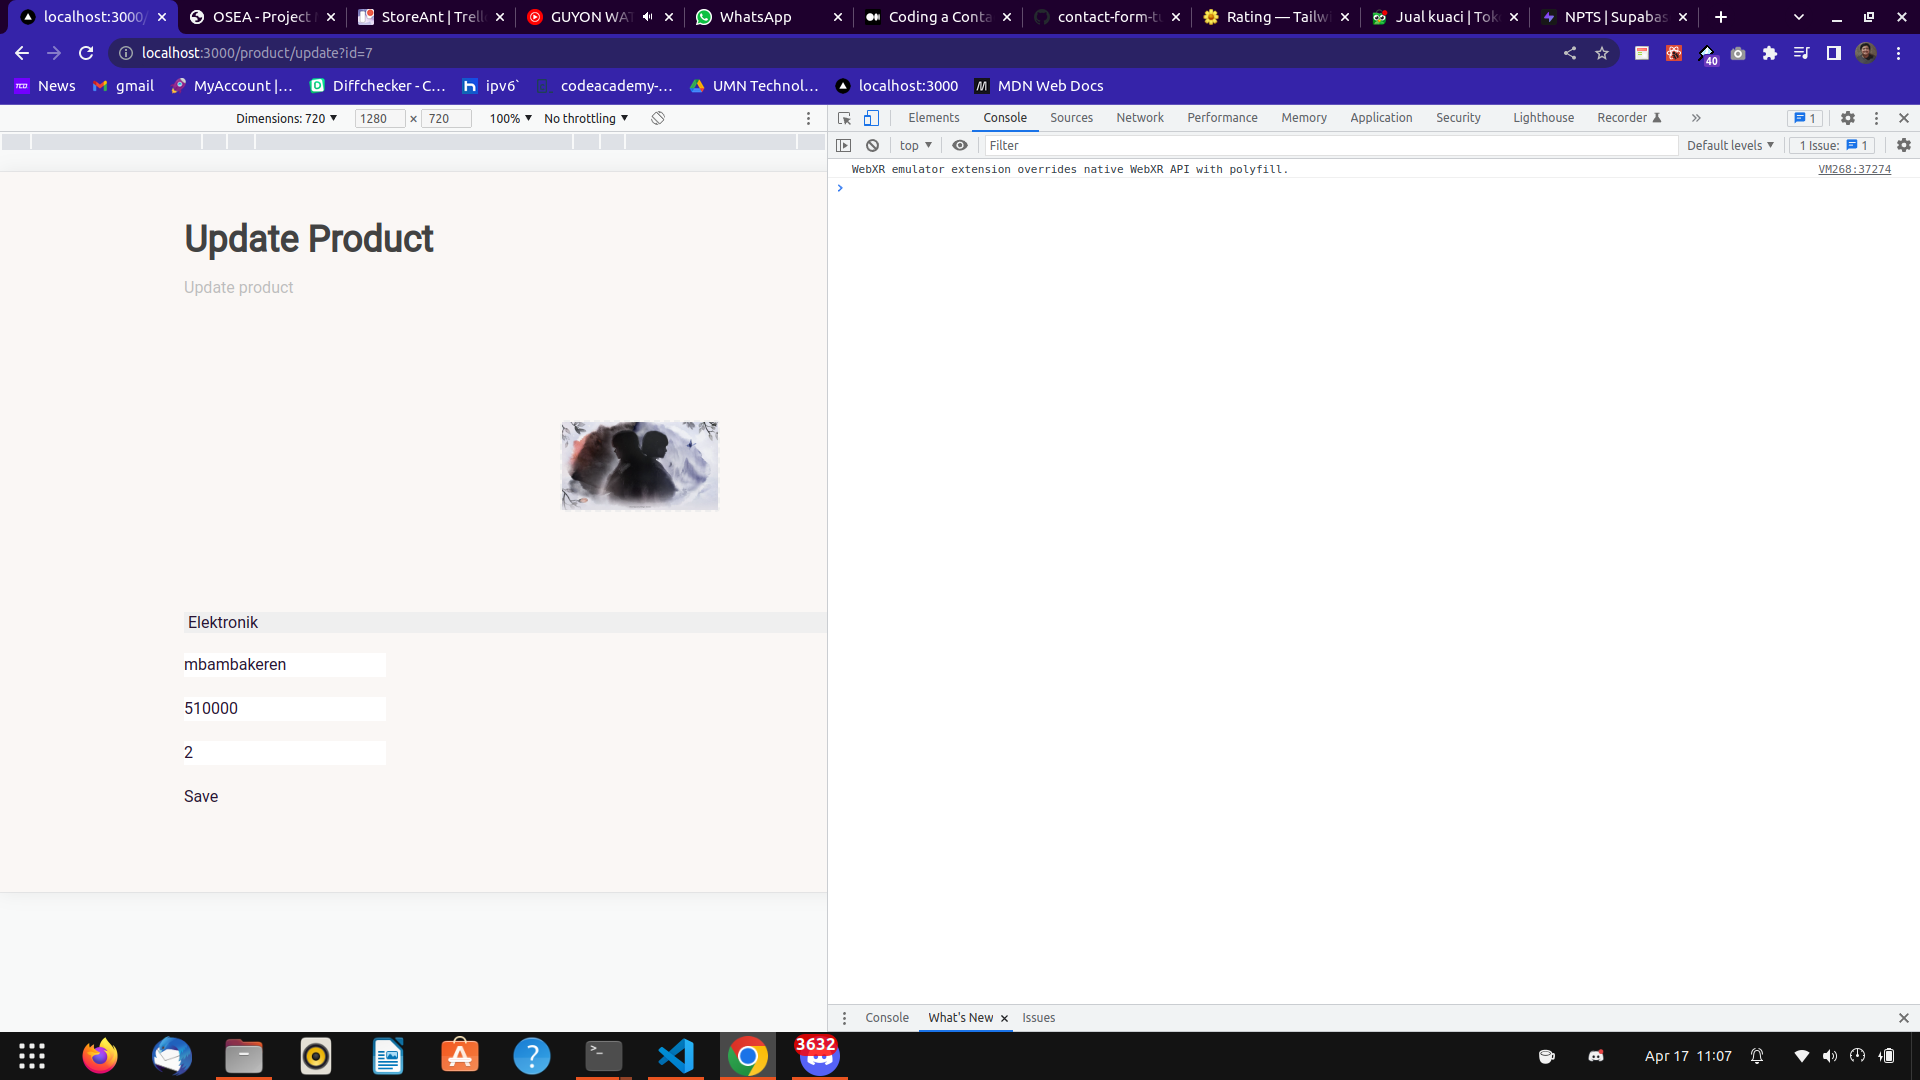 localhost:3000/
OSEA - Project
StoreAnt | Trell
GUYON WAT
WhatsApp
Coding a Conta
contact-form-tu
Rating — Tailwi
Jual kuaci | Tok
NPTS | Supabas
localhost:3000/product/update?id=7
40
News
gmail
MyAccount |...
Diffchecker - C...
ipv6`
codeacademy-...
UMN Technol...
localhost:3000
MDN Web Docs
Dimensions: 720
1280 × 720
100%
No throttling
Elements
Console
Sources
Network
Performance
Memory
Application
Security
Lighthouse
Recorder
1
top
Filter
Default levels
1 Issue: 1
WebXR emulator extension overrides native WebXR API with polyfill.
VM268:37274
Update Product
Update product
Elektronik
mbambakeren
510000
2
Save
Console
What's New
Issues
3632
Apr 17 11:07